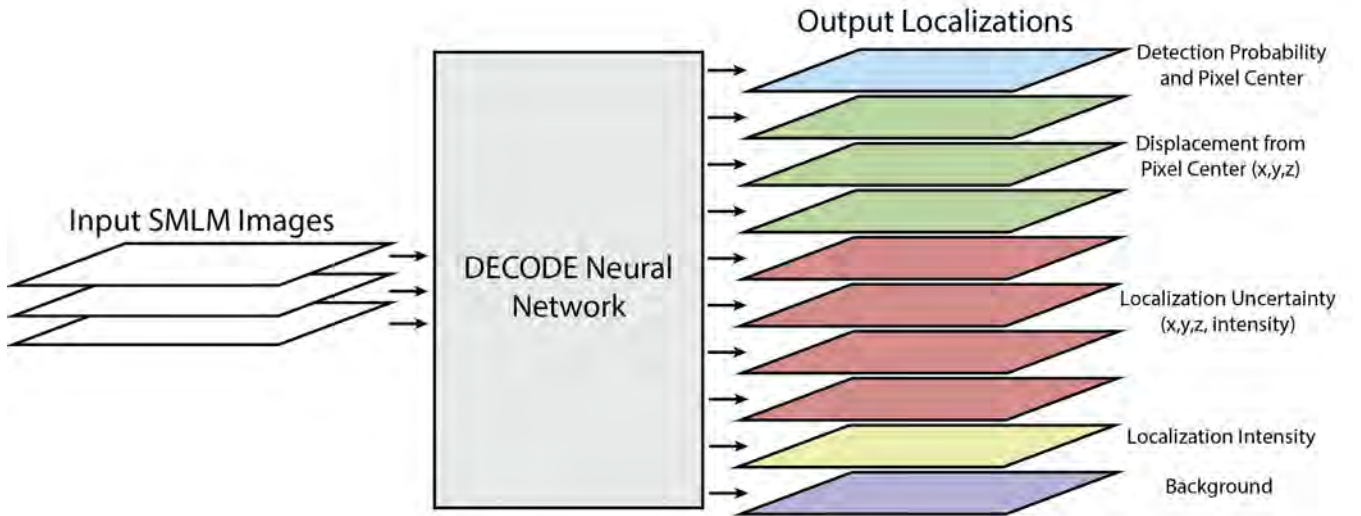 Input SMLM Images
DECODE Neural
Network
Output Localizations
Detection Probability
and Pixel Center
Displacement from
Pixel Center (x,y,z)
Localization Uncertainty
(x,y,z, intensity)
Localization Intensity
Background